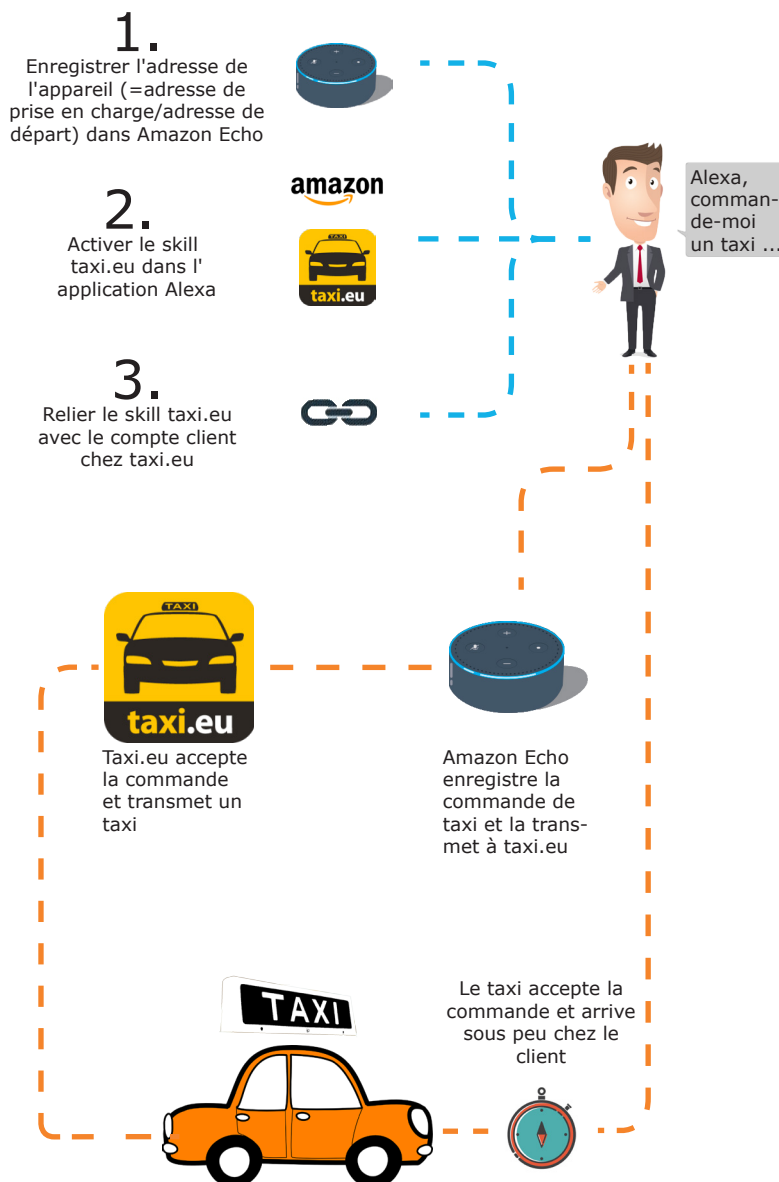 1.
Enregistrer l'adresse de
l'appareil (=adresse de
prise en charge/adresse de
départ) dans Amazon Echo
amazon
2.
Activer le skill
taxi.eu dans l'
application Alexa
TAXI
taxi.eu
Alexa,
comman-
de-moi
un taxi ...
3.
Relier le skill taxi.eu
avec le compte client
chez taxi.eu
TAXI
taxi.eu
Taxi.eu accepte
la commande
et transmet un
taxi
Amazon Echo
enregistre la
commande de
taxi et la trans-
met à taxi.eu
TAXI
Le taxi accepte la
commande et arrive
sous peu chez le
client